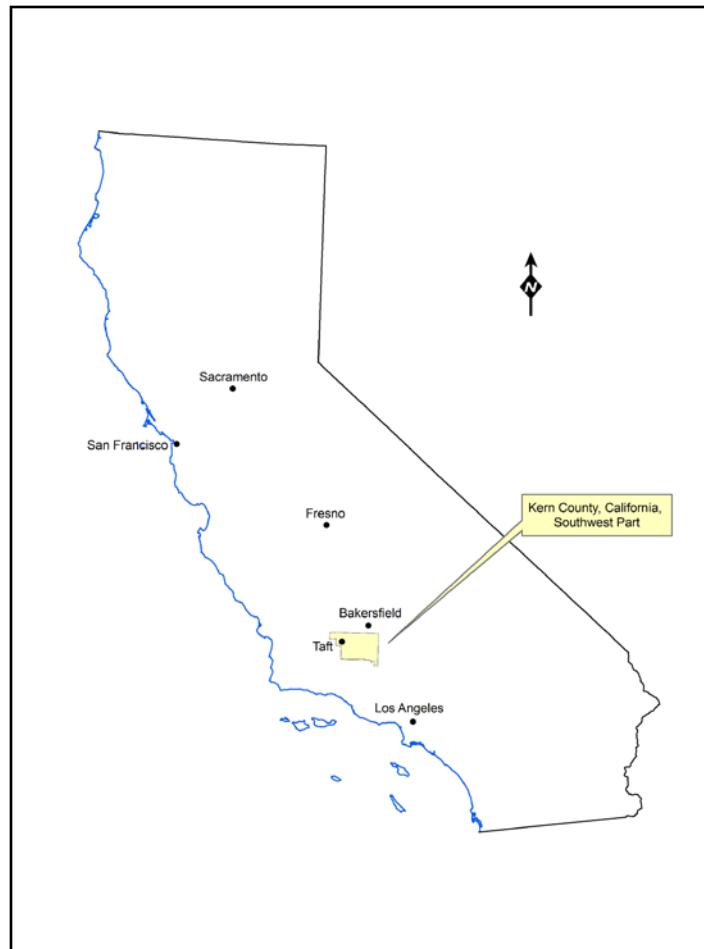 N
Sacramento
San Francisco
Fresno
Kern County, California,
Southwest Part
Bakersfield
Taft
Los Angeles